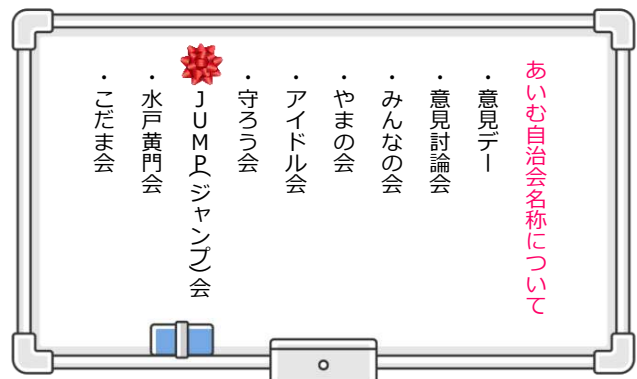 あいむ自治会名称について
・意見デー
・意見討論会
・みんなの会
・やまの会
・アイドル会
・守ろう会
・JUMP(ジャンプ)会
・水戸黄門会
・こだま会